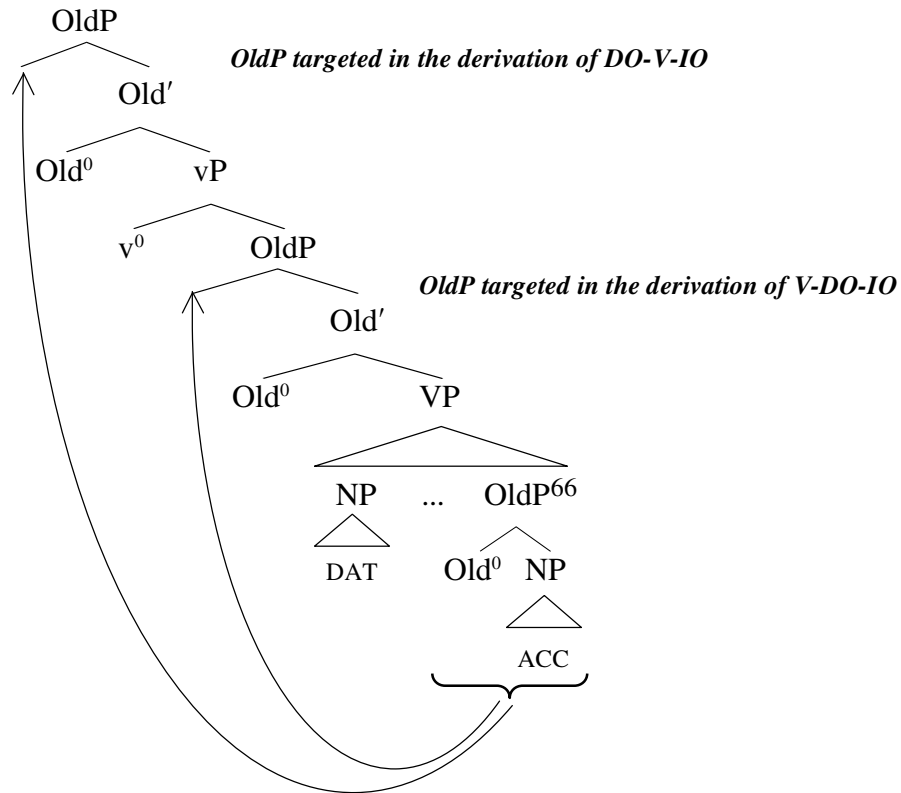 OldP
OldP targeted in the derivation of DO-V-IO
Old′
Old⁰ vP
v⁰ OldP
OldP targeted in the derivation of V-DO-IO
Old′
Old⁰ VP
NP ... OldP⁶⁶
DAT Old⁰ NP
ACC